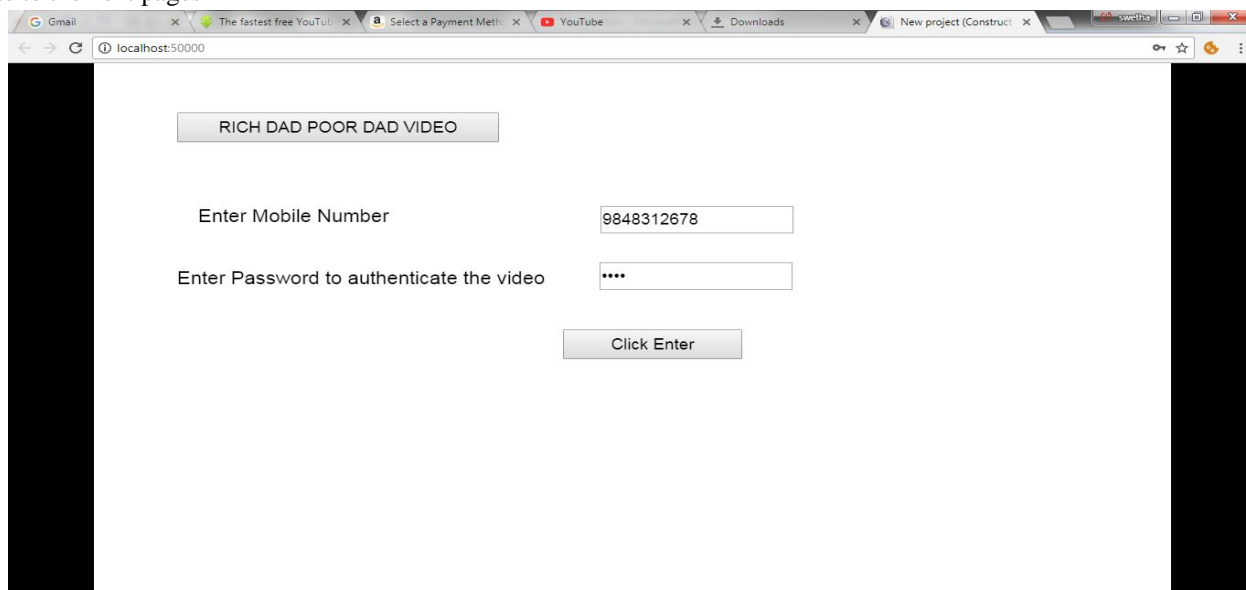 Gmail
The fastest free YouTub
Select a Payment Meth
YouTube
Downloads
New project (Construct
swetha
localhost:50000
RICH DAD POOR DAD VIDEO
Enter Mobile Number
9848312678
Enter Password to authenticate the video
••••
Click Enter